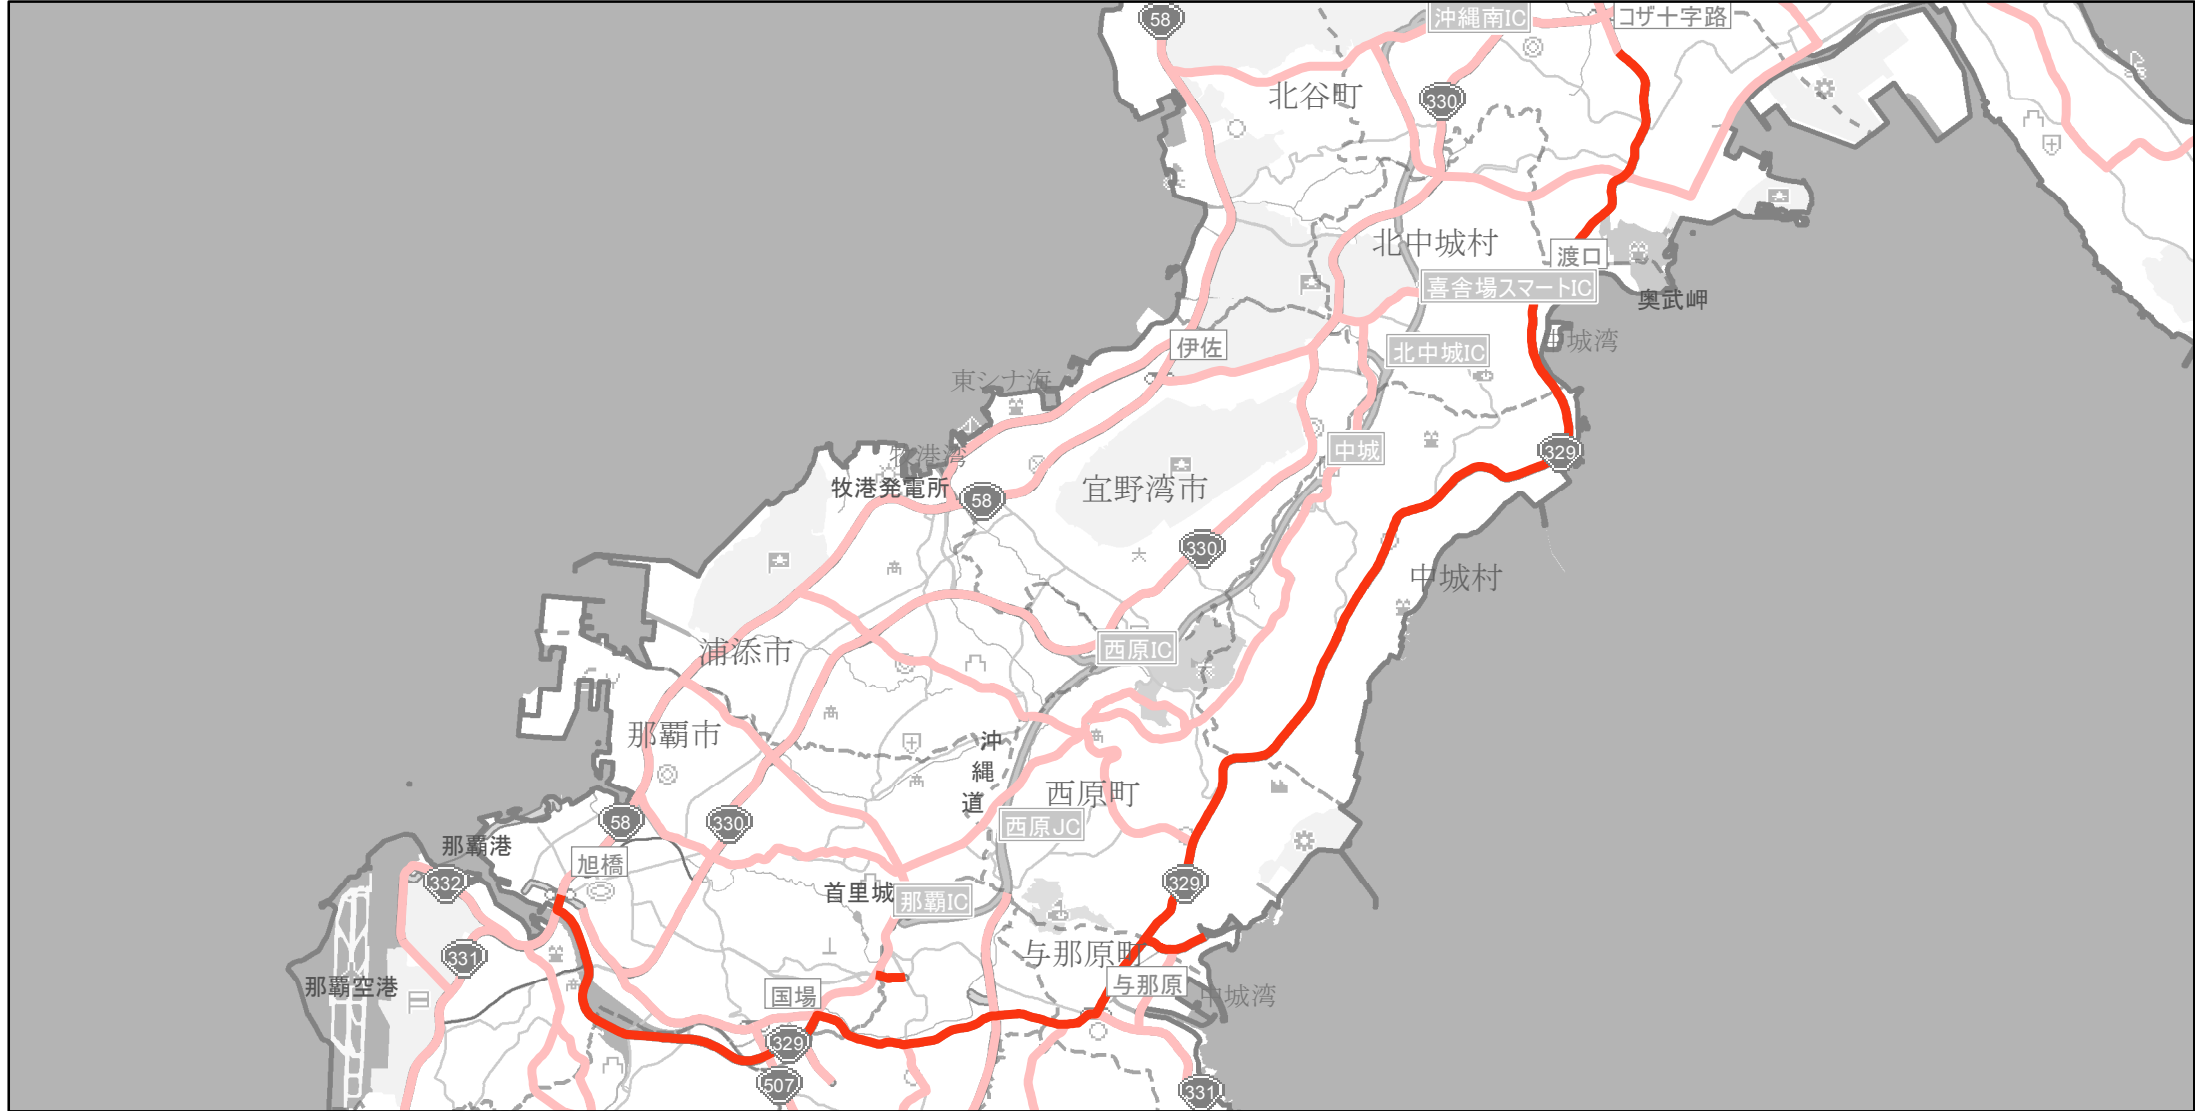 58
沖縄南IC
コザ十字路
北谷町
330
北中城村
渡口
喜舎場スマートIC
奥武岬
中城湾
伊佐
北中城IC
東シナ海
中城
329
牧港湾
牧港発電所
58
宜野湾市
330
中城村
浦添市
西原IC
那覇市
沖縄道
西原町
58
330
西原JC
那覇港
旭橋
332
首里城
那覇IC
329
331
与那原町
那覇空港
国場
与那原
中城湾
329
507
331